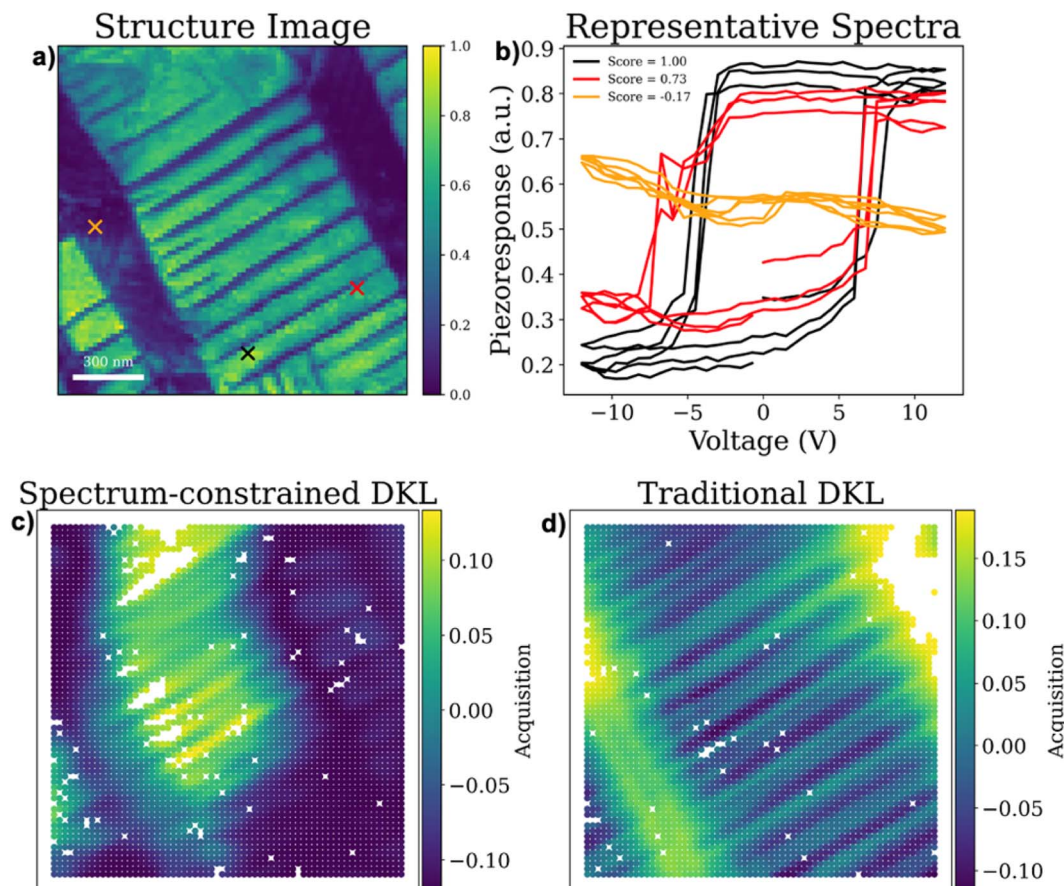 Structure Image
a)
1.0
0.8
0.6
0.4
0.2
0.0
300 nm
Representative Spectra
b)
Score = 1.00
Score = 0.73
Score = -0.17
0.9
0.8
0.7
0.6
0.5
0.4
0.3
0.2
Piezoresponse (a.u.)
−10
−5
0
5
10
Voltage (V)
Spectrum-constrained DKL
c)
0.10
0.05
0.00
−0.05
−0.10
Acquisition
Traditional DKL
d)
0.15
0.10
0.05
0.00
−0.05
−0.10
Acquisition